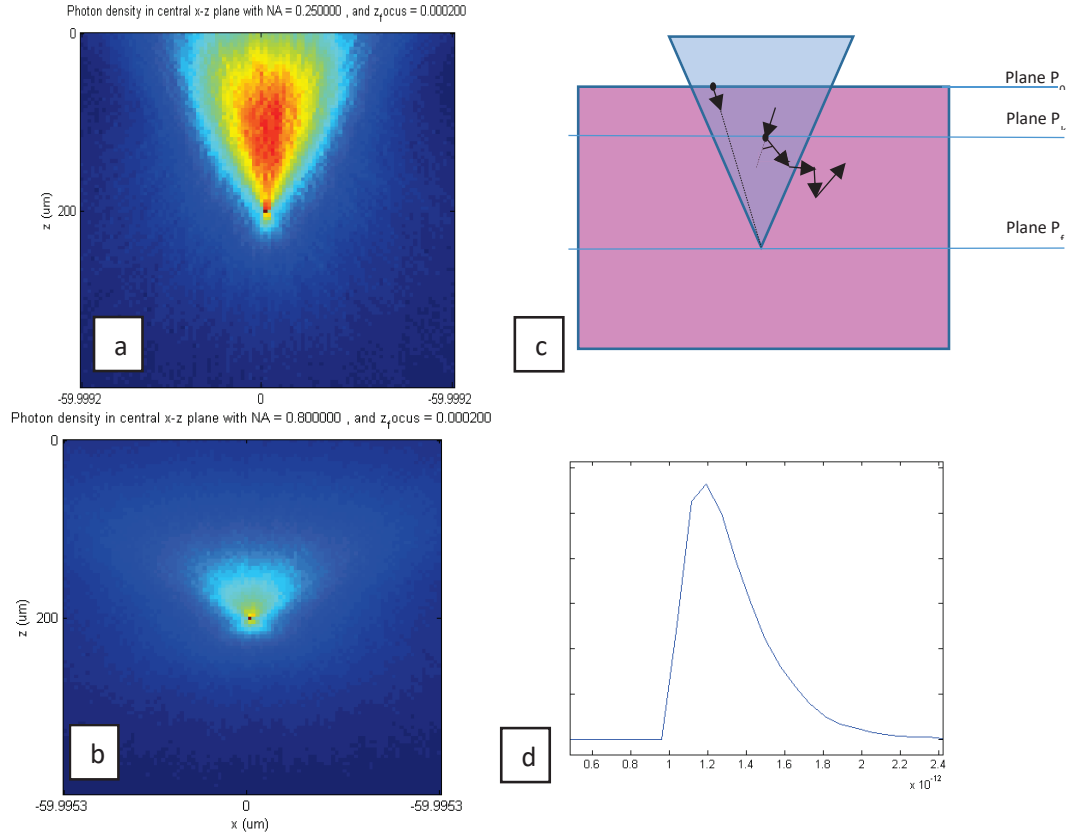 Photon density in central x-z plane with NA = 0.250000 , and z_focus = 0.000200
0
200
z (um)
a
-59.9992
0
-59.9992
Photon density in central x-z plane with NA = 0.800000 , and z_focus = 0.000200
0
200
z (um)
b
-59.9953
0
-59.9953
x (um)
Plane P
Plane P
Plane P
c
d
0.6
0.8
1
1.2
1.4
1.6
1.8
2
2.2
2.4
x 10^-12